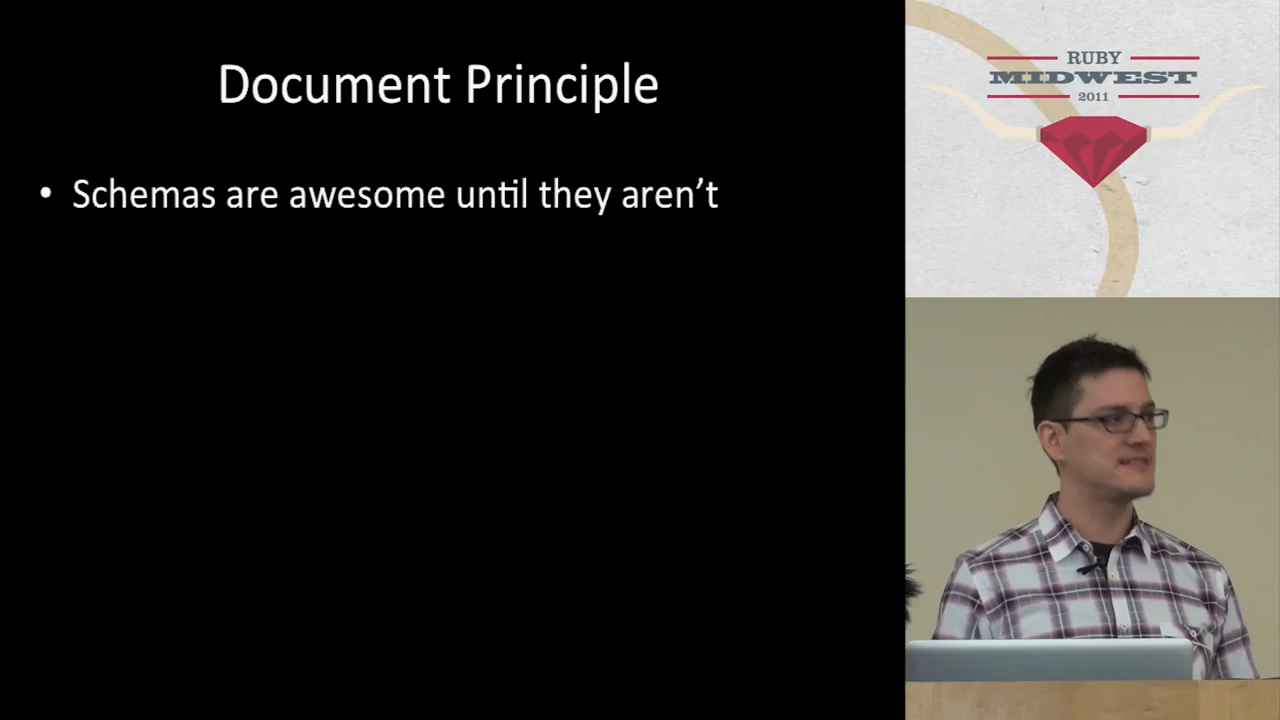 Document Principle
• Schemas are awesome until they aren’t
RUBY
MIDWEST
2011